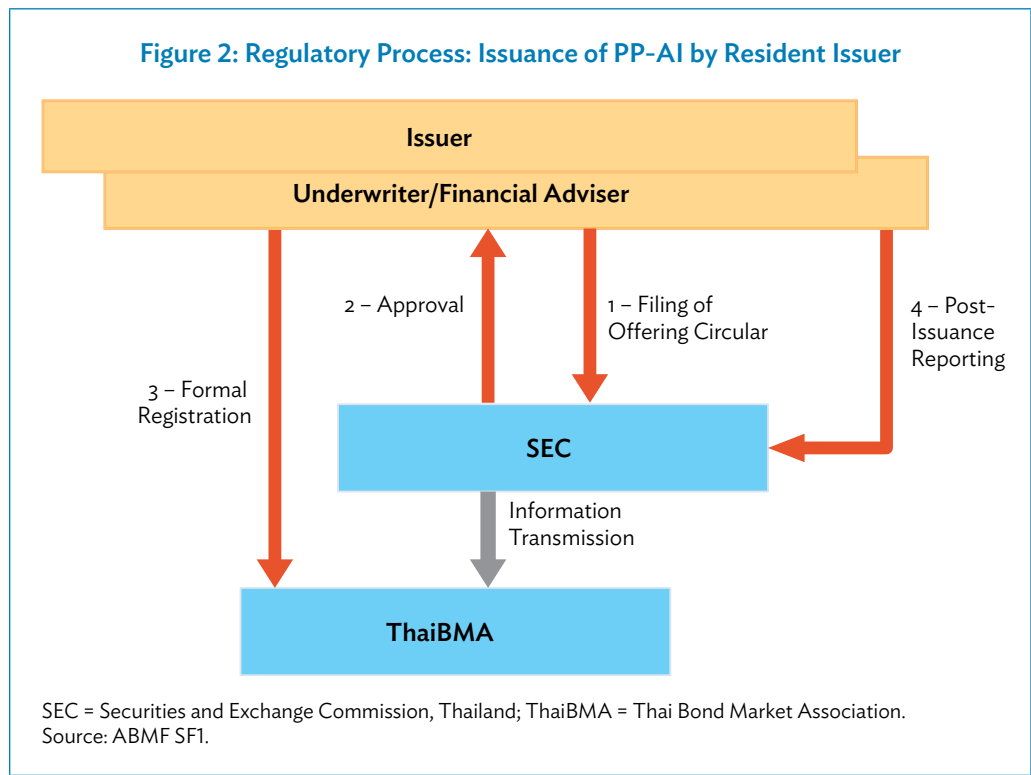 Figure 2: Regulatory Process: Issuance of PP-AI by Resident Issuer
Issuer
Underwriter/Financial Adviser
2 – Approval
1 – Filing of
Offering Circular
4 – Post-
Issuance
Reporting
3 – Formal
Registration
SEC
Information
Transmission
ThaiBMA
SEC = Securities and Exchange Commission, Thailand; ThaiBMA = Thai Bond Market Association.
Source: ABMF SF1.